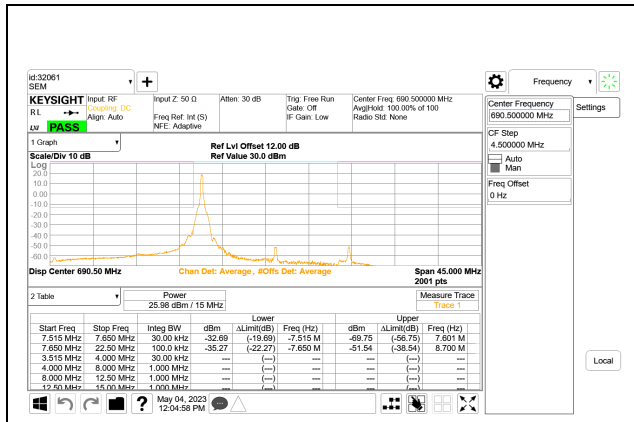 id:32061
SEM
Frequency
KEYSIGHT
Input: RF
Coupling: DC
Align: Auto
Input Z: 50 Ω
Freq Ref: Int (S)
NFE: Adaptive
Atten: 30 dB
Trig: Free Run
Gate: Off
IF Gain: Low
Center Freq: 690.500000 MHz
Avg|Hold: 100.00% of 100
Radio Std: None
R L
LXI PASS
Center Frequency
690.500000 MHz
Settings
CF Step
4.500000 MHz
Auto
Man
Freq Offset
0 Hz
1 Graph
Scale/Div 10 dB
Ref Lvl Offset 12.00 dB
Ref Value 30.0 dBm
Log
20.0
10.0
0.00
-10.0
-20.0
-30.0
-40.0
-50.0
-60.0
Disp Center 690.50 MHz
Chan Det: Average, #Offs Det: Average
Span 45.000 MHz
2001 pts
2 Table
Power
25.98 dBm / 15 MHz
Measure Trace
Trace 1
Lower Upper
Start Freq Stop Freq Integ BW dBm ΔLimit(dB) Freq (Hz) dBm ΔLimit(dB) Freq (Hz)
7.515 MHz 7.650 MHz 30.00 kHz -32.69 (-19.69) -7.515 M -69.75 (-56.75) 7.601 M
7.650 MHz 22.50 MHz 100.0 kHz -35.27 (-22.27) -7.650 M -51.54 (-38.54) 8.700 M
3.515 MHz 4.000 MHz 30.00 kHz --- (---) --- --- (---) ---
4.000 MHz 8.000 MHz 1.000 MHz --- (---) --- --- (---) ---
8.000 MHz 12.50 MHz 1.000 MHz --- (---) --- --- (---) ---
12.50 MHz 15.00 MHz 1.000 MHz --- (---) --- --- (---) ---
Local
?
May 04, 2023
12:04:58 PM